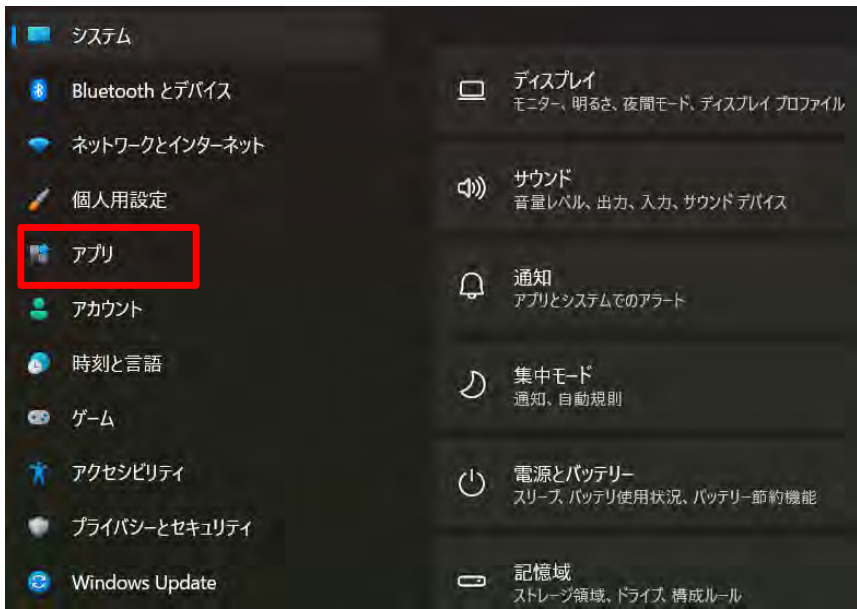 システム
Bluetooth とデバイス
ネットワークとインターネット
個人用設定
アプリ
アカウント
時刻と言語
ゲーム
アクセシビリティ
プライバシーとセキュリティ
Windows Update
ディスプレイ
モニター、明るさ、夜間モード、ディスプレイ プロファイル
サウンド
音量レベル、出力、入力、サウンド デバイス
通知
アプリとシステムでのアラート
集中モード
通知、自動規則
電源とバッテリー
スリープ、バッテリ使用状況、バッテリー節約機能
記憶域
ストレージ領域、ドライブ、構成ルール